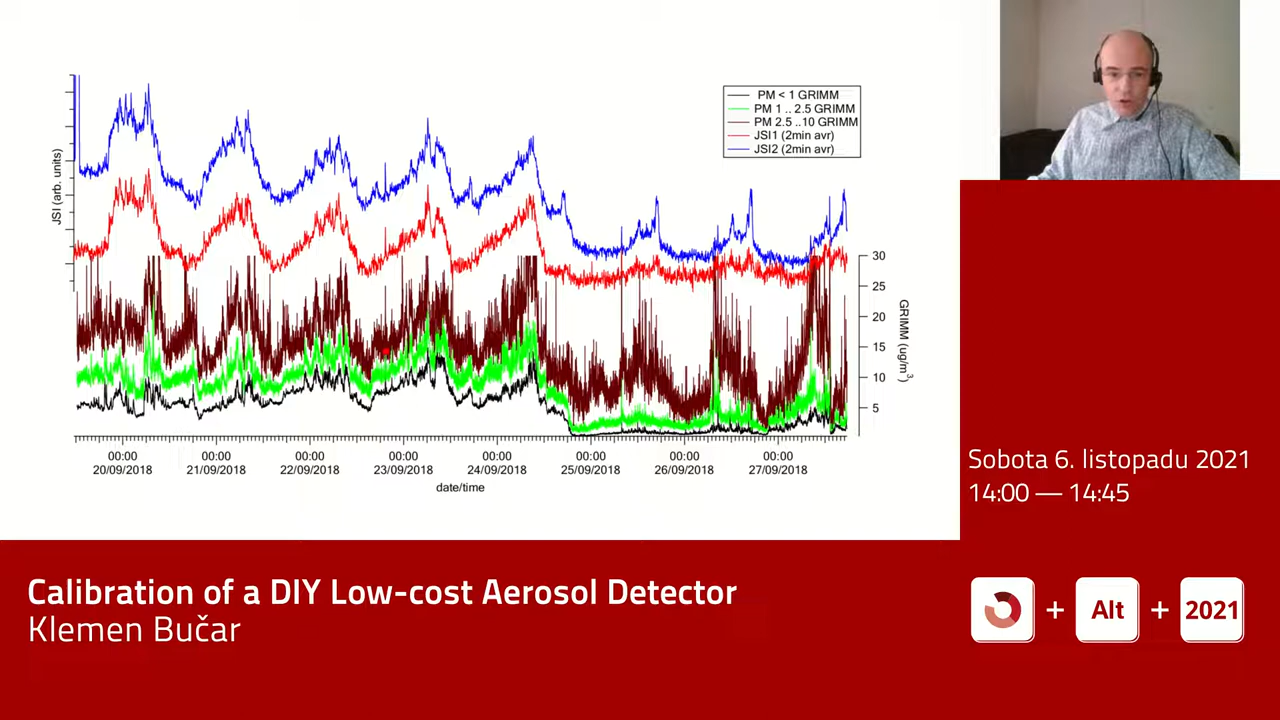 PM < 1 GRIMM
PM 1 .. 2.5 GRIMM
PM 2.5 ..10 GRIMM
JSI1 (2min avr)
JSI2 (2min avr)
JSI (arb. units)
30
25
20
15
10
5
GRIMM (ug/m³)
00:00 00:00 00:00 00:00 00:00 00:00 00:00 00:00
20/09/2018 21/09/2018 22/09/2018 23/09/2018 24/09/2018 25/09/2018 26/09/2018 27/09/2018
date/time
Sobota 6. listopadu 2021
14:00 — 14:45
Calibration of a DIY Low-cost Aerosol Detector
Klemen Bučar
+ Alt + 2021